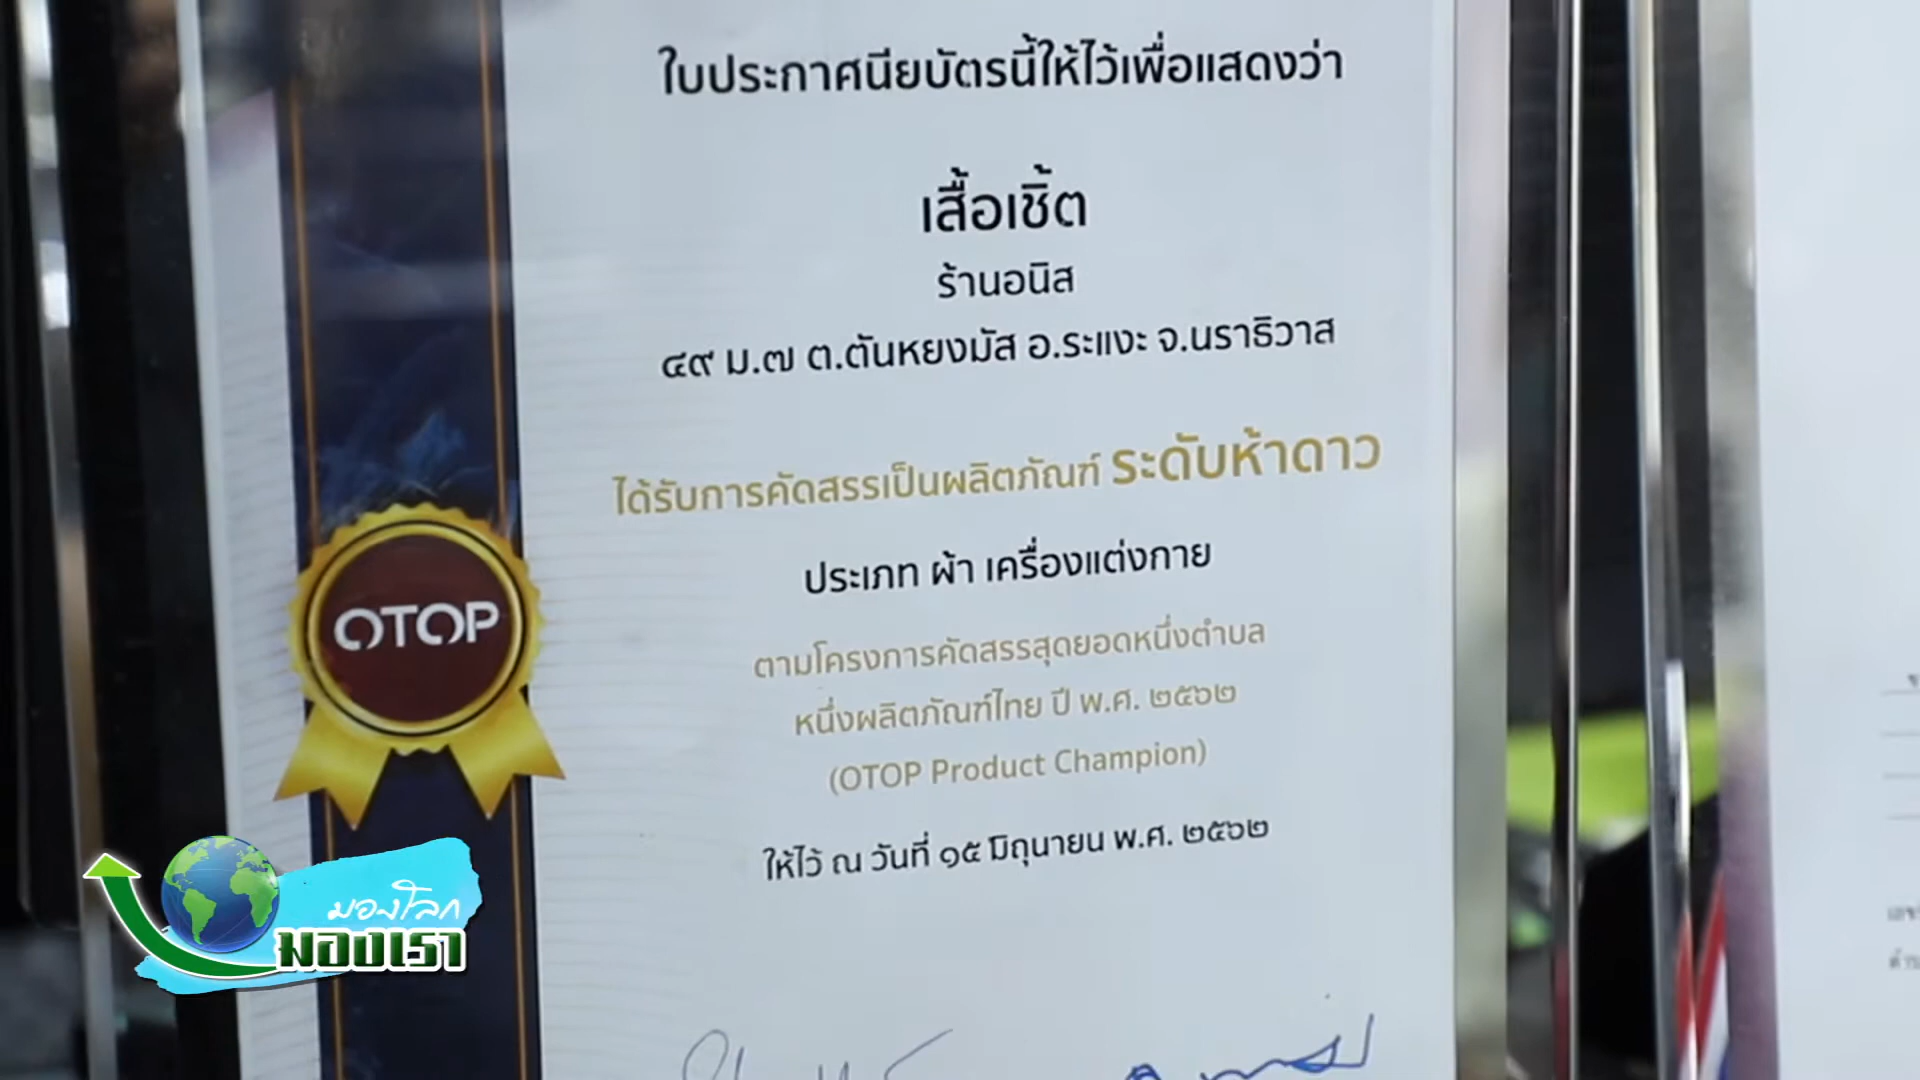 ใบประกาศนียบัตรนี้ให้ไว้เพื่อแสดงว่า
เสื้อเชิ้ต
ร้านอนิส
๔๙ ม.๗ ต.ตันหยงมัส อ.ระแงะ จ.นราธิวาส
ได้รับการคัดสรรเป็นผลิตภัณฑ์ ระดับห้าดาว
ประเภท ผ้า เครื่องแต่งกาย
OTOP
ตามโครงการคัดสรรสุดยอดหนึ่งตำบล
หนึ่งผลิตภัณฑ์ไทย ปี พ.ศ. ๒๕๖๒
(OTOP Product Champion)
ให้ไว้ ณ วันที่ ๑๕ มิถุนายน พ.ศ. ๒๕๖๒
มองโลก
มองเรา